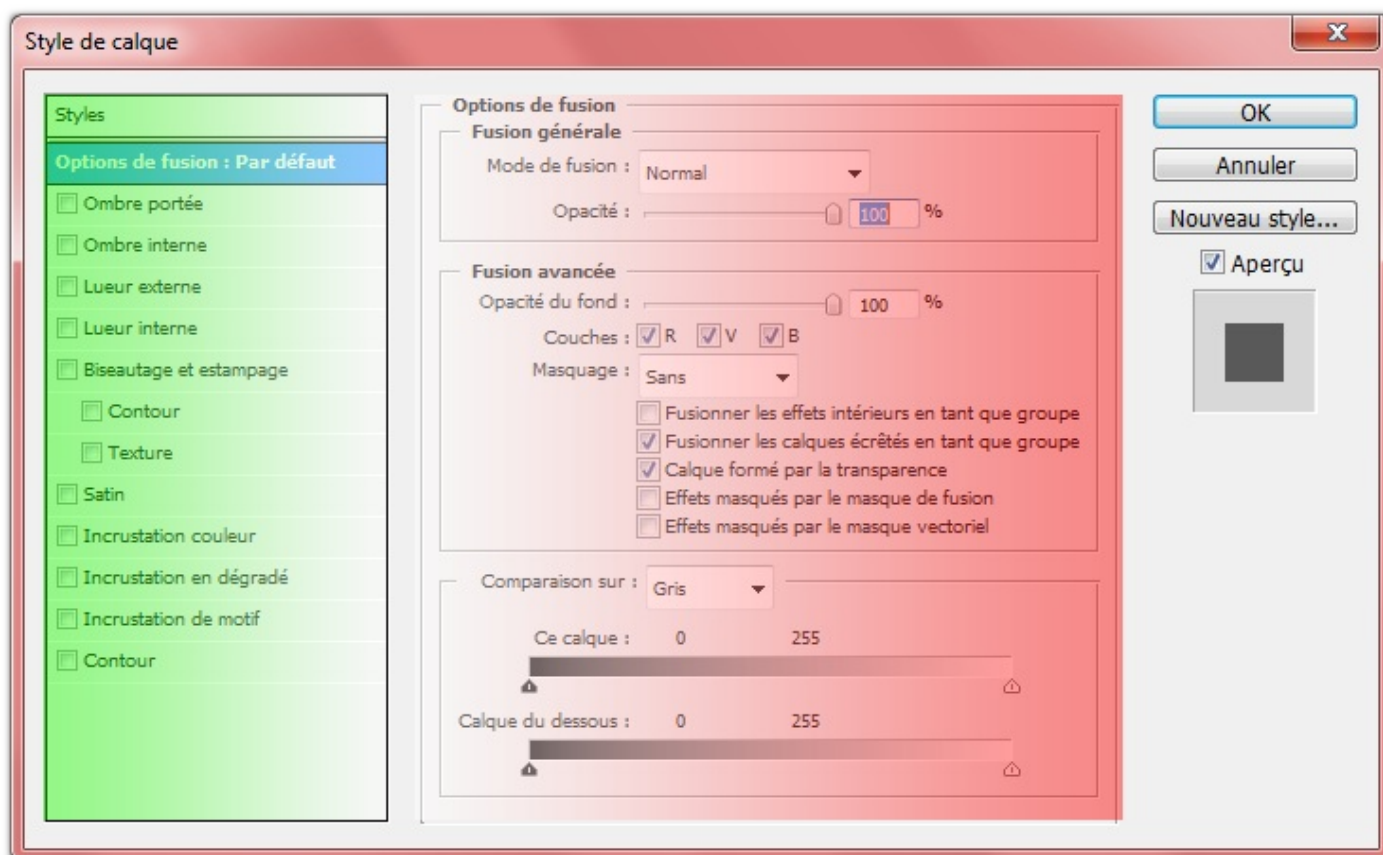 Style de calque
Styles
Options de fusion : Par défaut
Ombre portée
Ombre interne
Lueur externe
Lueur interne
Biseautage et estampage
Contour
Texture
Satin
Incrustation couleur
Incrustation en dégradé
Incrustation de motif
Contour
Options de fusion
Fusion générale
Mode de fusion : Normal
Opacité : 100 %
Fusion avancée
Opacité du fond : 100 %
Couches : R V B
Masquage : Sans
Fusionner les effets intérieurs en tant que groupe
Fusionner les calques écrêtés en tant que groupe
Calque formé par la transparence
Effets masqués par le masque de fusion
Effets masqués par le masque vectoriel
Comparaison sur : Gris
Ce calque : 0 255
Calque du dessous : 0 255
OK
Annuler
Nouveau style...
Aperçu